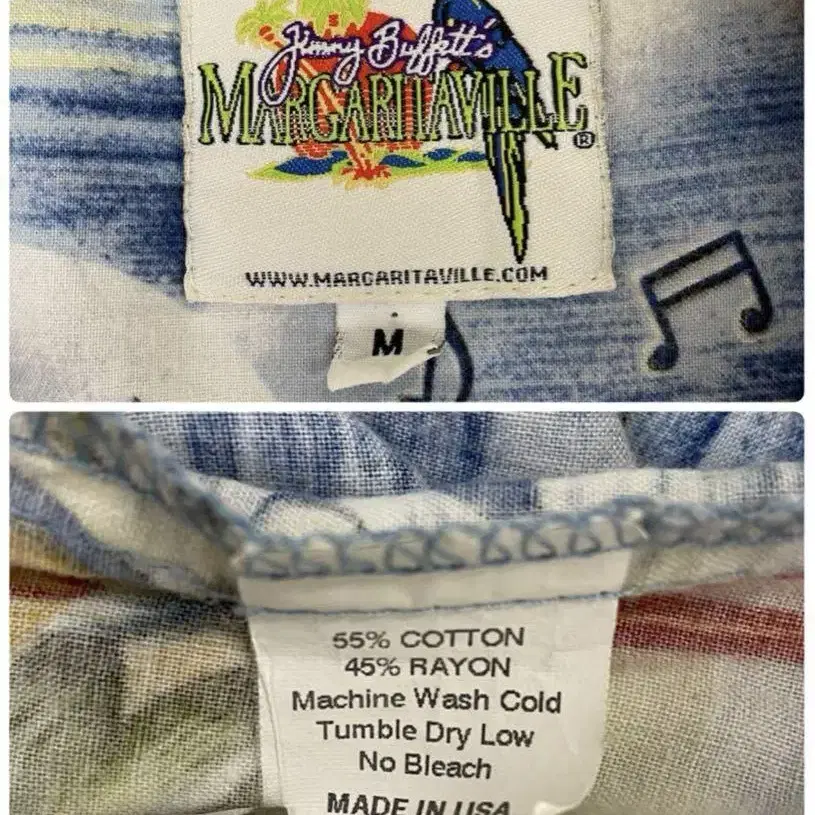 Jimmy Buffett's
MARGARITAVILLE®
WWW.MARGARITAVILLE.COM
M
55% COTTON
45% RAYON
Machine Wash Cold
Tumble Dry Low
No Bleach
MADE IN USA